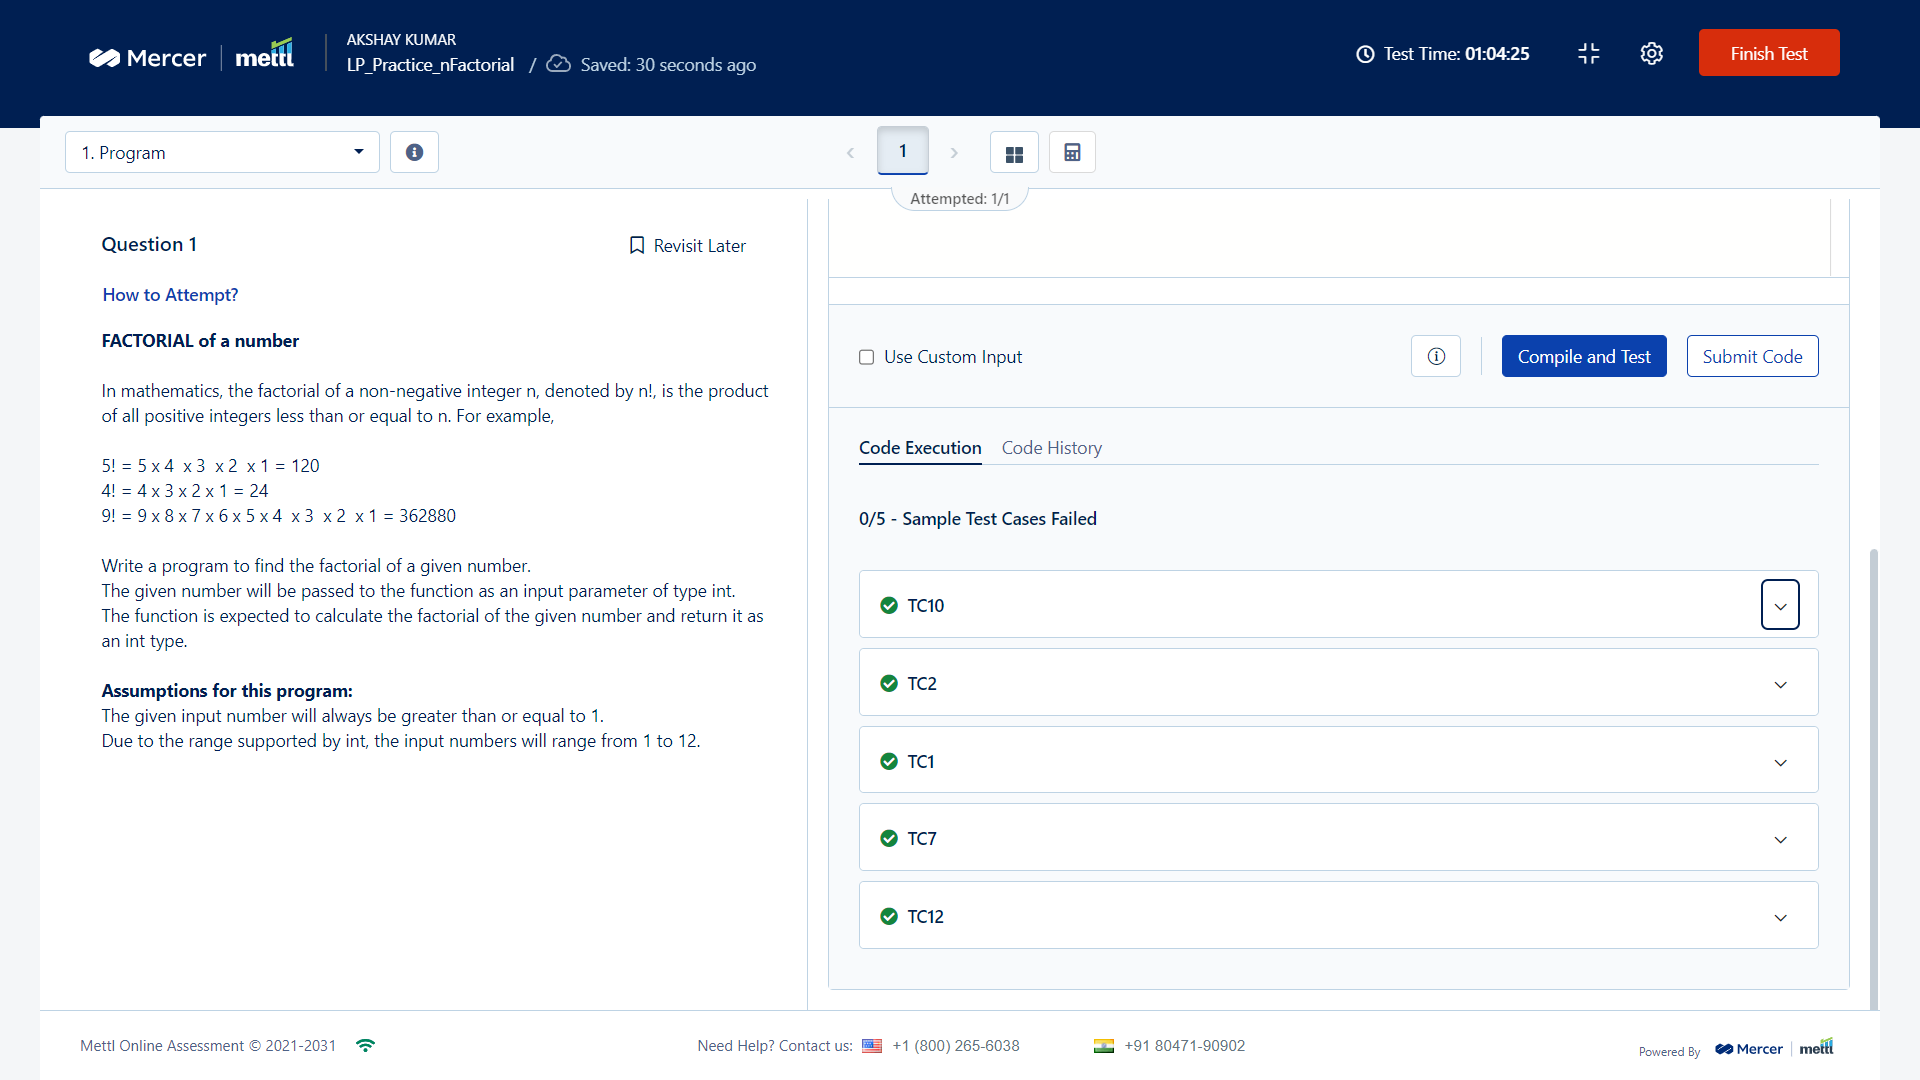 Mercer | mettl
AKSHAY KUMAR
LP_Practice_nFactorial / Saved: 30 seconds ago
Test Time: 01:04:25
Finish Test
1. Program
1
Attempted: 1/1
Question 1
Revisit Later
How to Attempt?
FACTORIAL of a number
In mathematics, the factorial of a non-negative integer n, denoted by n!, is the product
of all positive integers less than or equal to n. For example,
5! = 5 x 4 x 3 x 2 x 1 = 120
4! = 4 x 3 x 2 x 1 = 24
9! = 9 x 8 x 7 x 6 x 5 x 4 x 3 x 2 x 1 = 362880
Write a program to find the factorial of a given number.
The given number will be passed to the function as an input parameter of type int.
The function is expected to calculate the factorial of the given number and return it as
an int type.
Assumptions for this program:
The given input number will always be greater than or equal to 1.
Due to the range supported by int, the input numbers will range from 1 to 12.
Use Custom Input
Compile and Test
Submit Code
Code Execution
Code History
0/5 - Sample Test Cases Failed
TC10
TC2
TC1
TC7
TC12
Mettl Online Assessment © 2021-2031
Need Help? Contact us: +1 (800) 265-6038
+91 80471-90902
Powered By Mercer | mettl